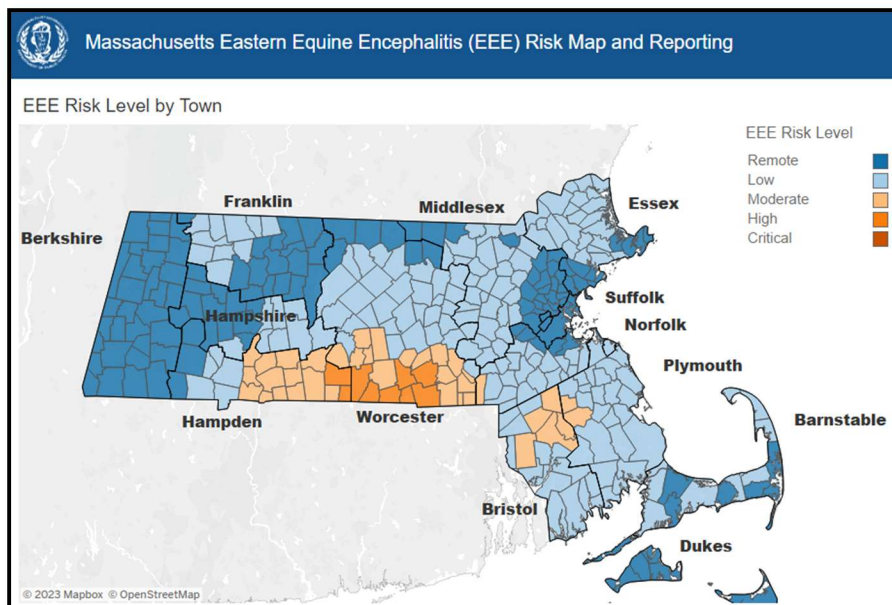 Massachusetts Eastern Equine Encephalitis (EEE) Risk Map and Reporting
EEE Risk Level by Town
EEE Risk Level
Remote
Low
Moderate
High
Critical
Franklin
Middlesex
Essex
Berkshire
Suffolk
Hampshire
Norfolk
Plymouth
Barnstable
Hampden
Worcester
Bristol
Dukes
© 2023 Mapbox © OpenStreetMap